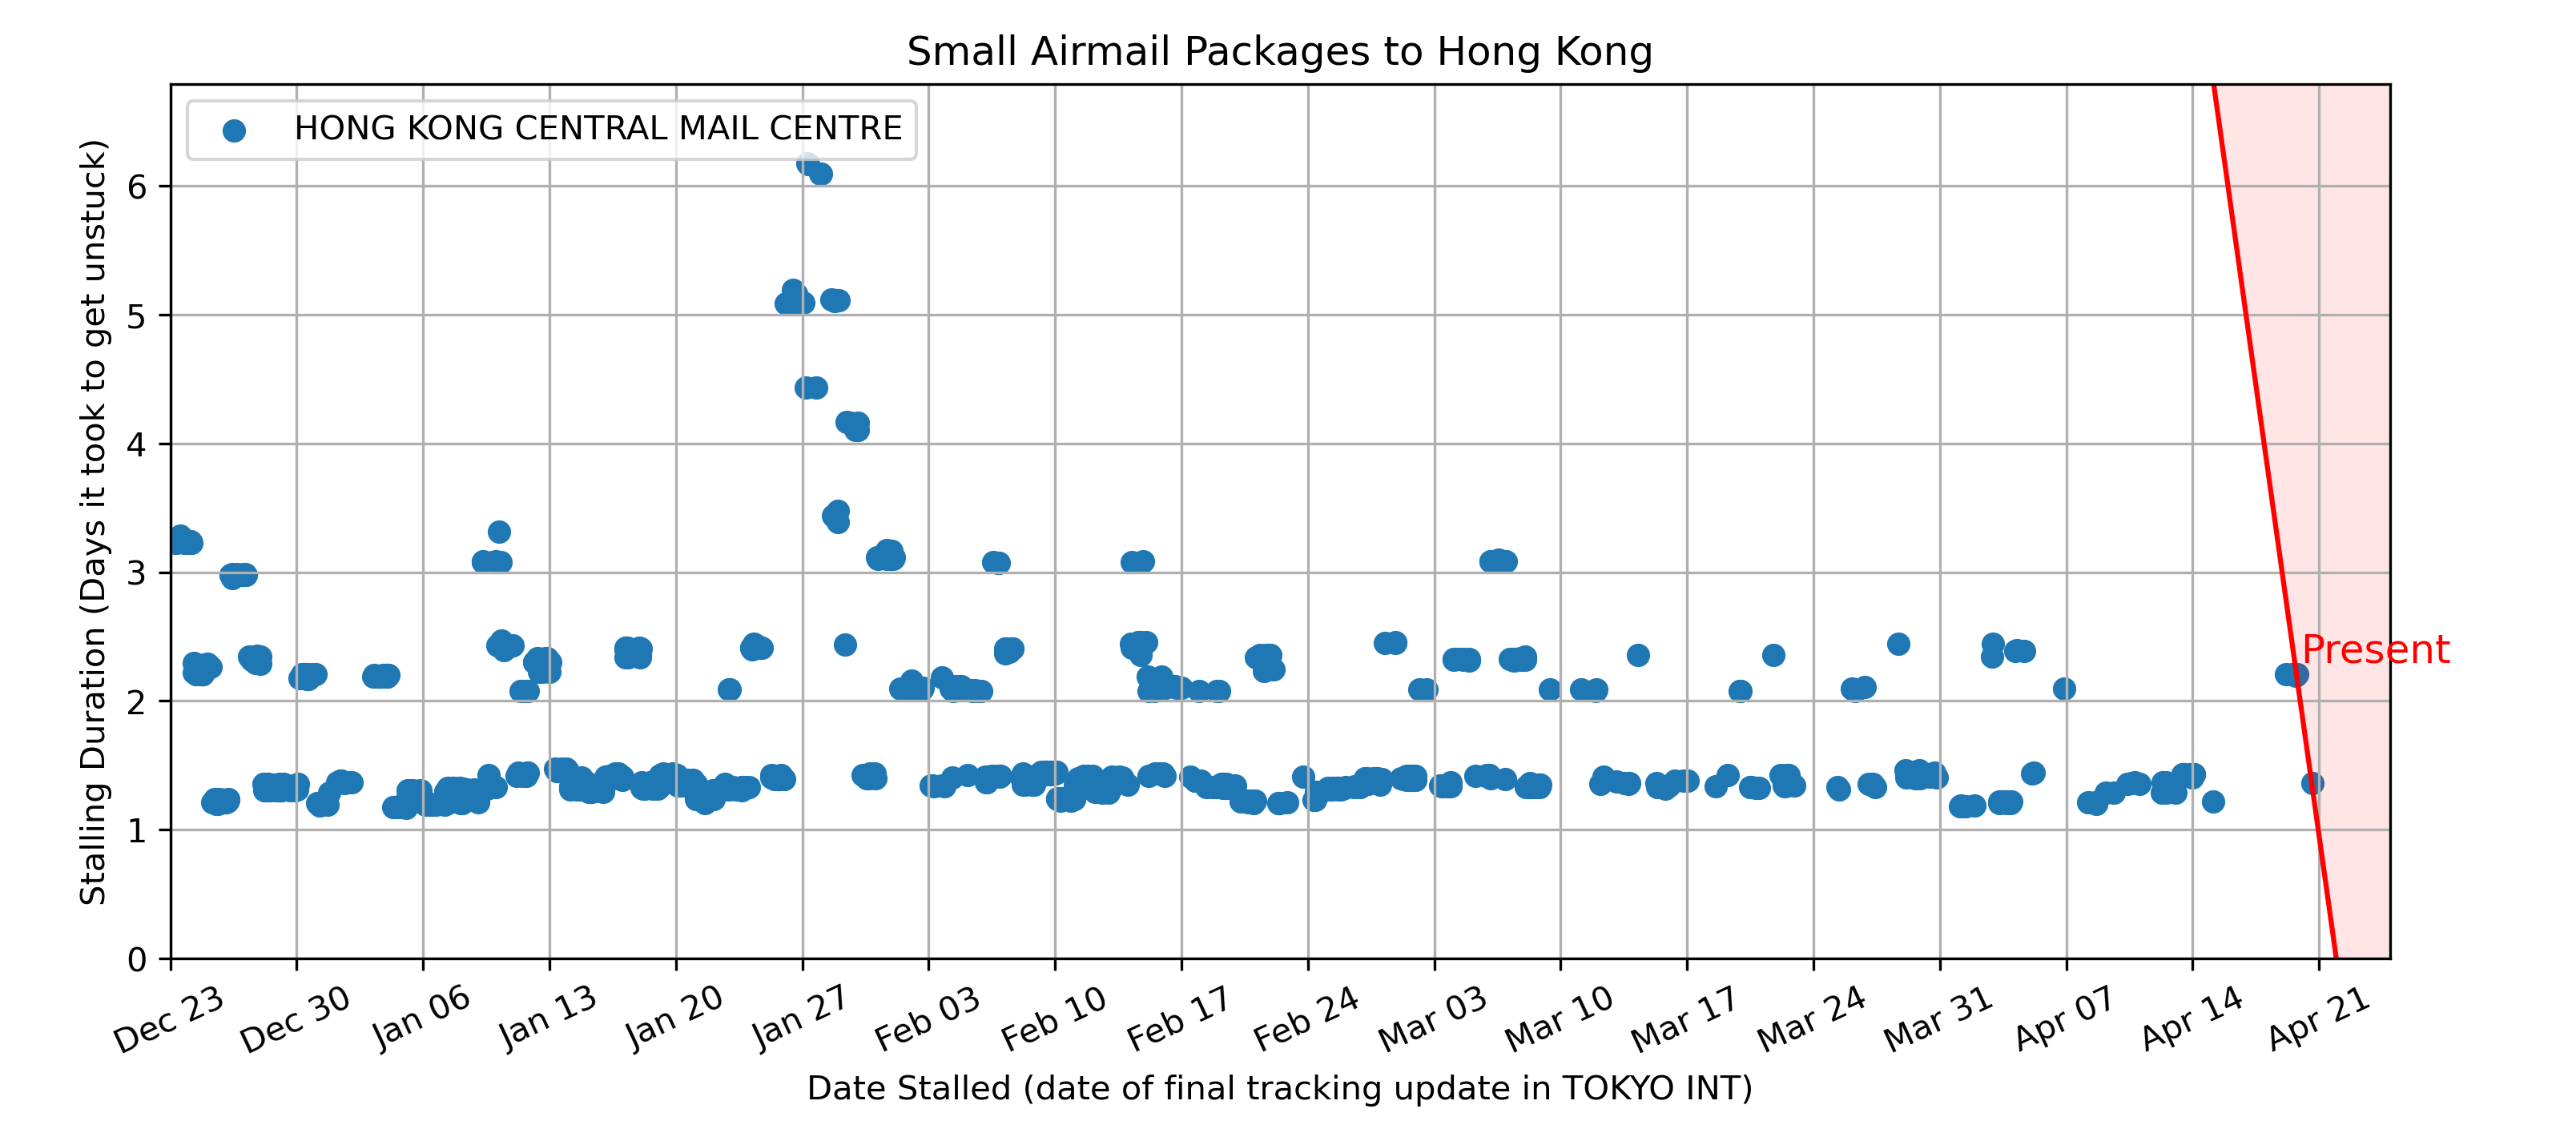 Small Airmail Packages to Hong Kong
HONG KONG CENTRAL MAIL CENTRE
Stalling Duration (Days it took to get unstuck)
6
5
4
3
2
1
0
Present
Dec 23 Dec 30 Jan 06 Jan 13 Jan 20 Jan 27 Feb 03 Feb 10 Feb 17 Feb 24 Mar 03 Mar 10 Mar 17 Mar 24 Mar 31 Apr 07 Apr 14 Apr 21
Date Stalled (date of final tracking update in TOKYO INT)